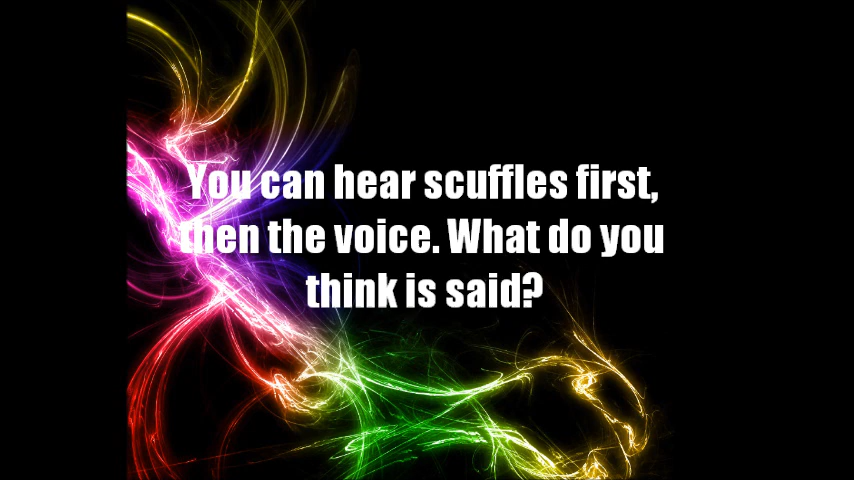 You can hear scuffles first,
then the voice. What do you
think is said?